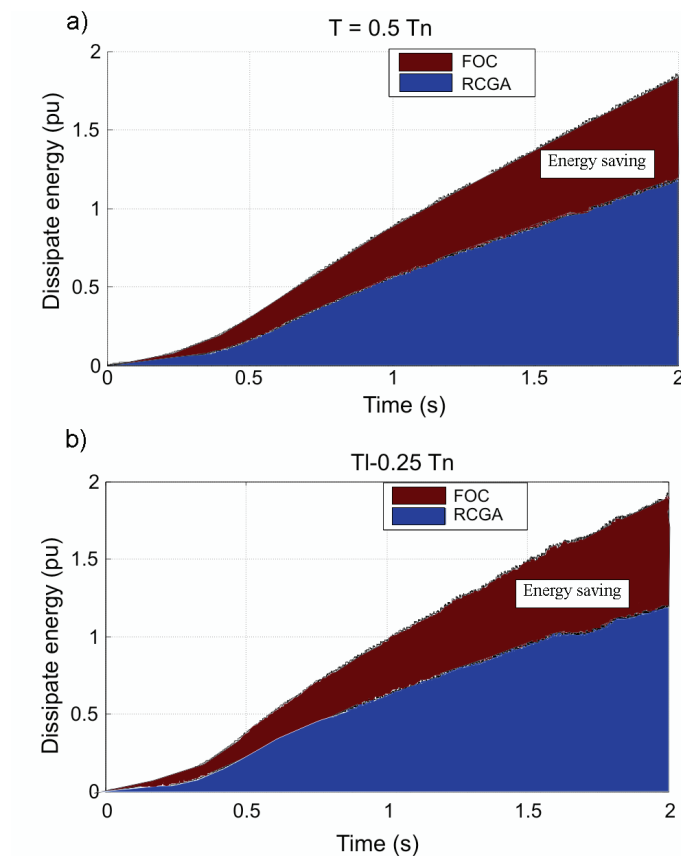 a)
T = 0.5 Tn
FOC
RCGA
Energy saving
Dissipate energy (pu)
2
1.5
1
0.5
0
0
0.5
1
1.5
2
Time (s)
b)
Tl-0.25 Tn
FOC
RCGA
Energy saving
Dissipate energy (pu)
2
1.5
1
0.5
0
0
0.5
1
1.5
2
Time (s)